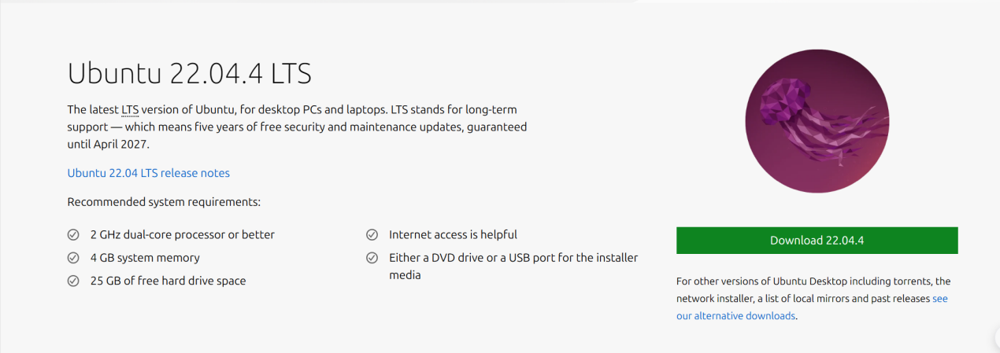 Ubuntu 22.04.4 LTS
The latest LTS version of Ubuntu, for desktop PCs and laptops. LTS stands for long-term
support — which means five years of free security and maintenance updates, guaranteed
until April 2027.
Ubuntu 22.04 LTS release notes
Recommended system requirements:
2 GHz dual-core processor or better
4 GB system memory
25 GB of free hard drive space
Internet access is helpful
Either a DVD drive or a USB port for the installer
media
Download 22.04.4
For other versions of Ubuntu Desktop including torrents, the
network installer, a list of local mirrors and past releases see
our alternative downloads.